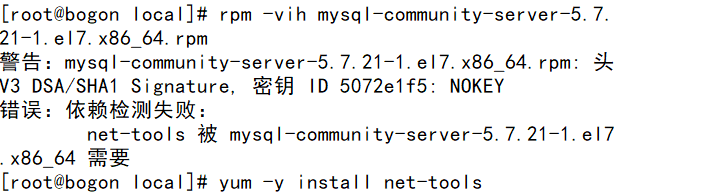 [root@bogon local]# rpm -vih mysql-community-server-5.7.
21-1.el7.x86_64.rpm
警告：mysql-community-server-5.7.21-1.el7.x86_64.rpm: 头
V3 DSA/SHA1 Signature, 密钥 ID 5072e1f5: NOKEY
错误：依赖检测失败：
        net-tools 被 mysql-community-server-5.7.21-1.el7
.x86_64 需要
[root@bogon local]# yum -y install net-tools